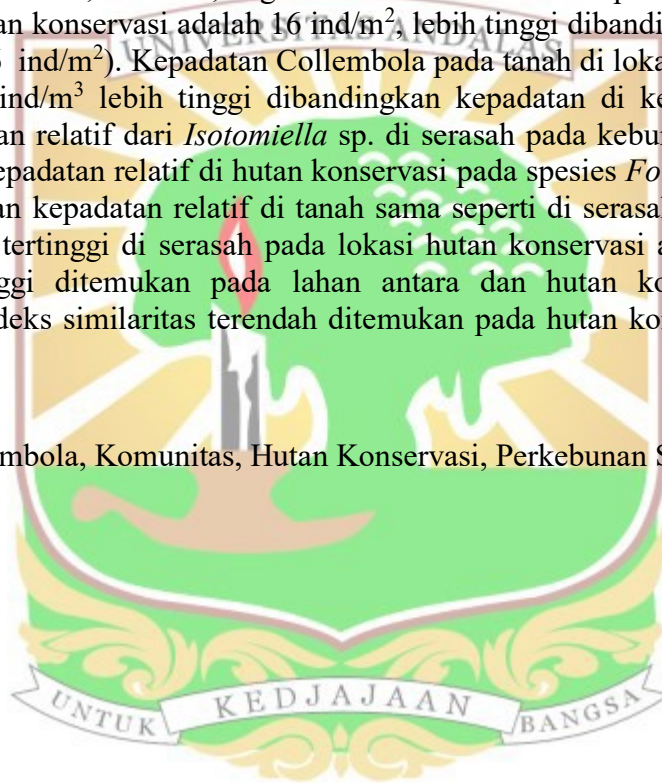 an konservasi adalah 16 ind/m², lebih tinggi dibandi
UNIVERSITAS ANDALAS
ind/m²). Kepadatan Collembola pada tanah di loka
ind/m³ lebih tinggi dibandingkan kepadatan di ke
an relatif dari Isotomiella sp. di serasah pada kebu
epadatan relatif di hutan konservasi pada spesies Fo
an kepadatan relatif di tanah sama seperti di serasa
tertinggi di serasah pada lokasi hutan konservasi a
ggi ditemukan pada lahan antara dan hutan ko
deks similaritas terendah ditemukan pada hutan ko
mbola, Komunitas, Hutan Konservasi, Perkebunan S
UNTUK KEDJAJAAN BANGSA